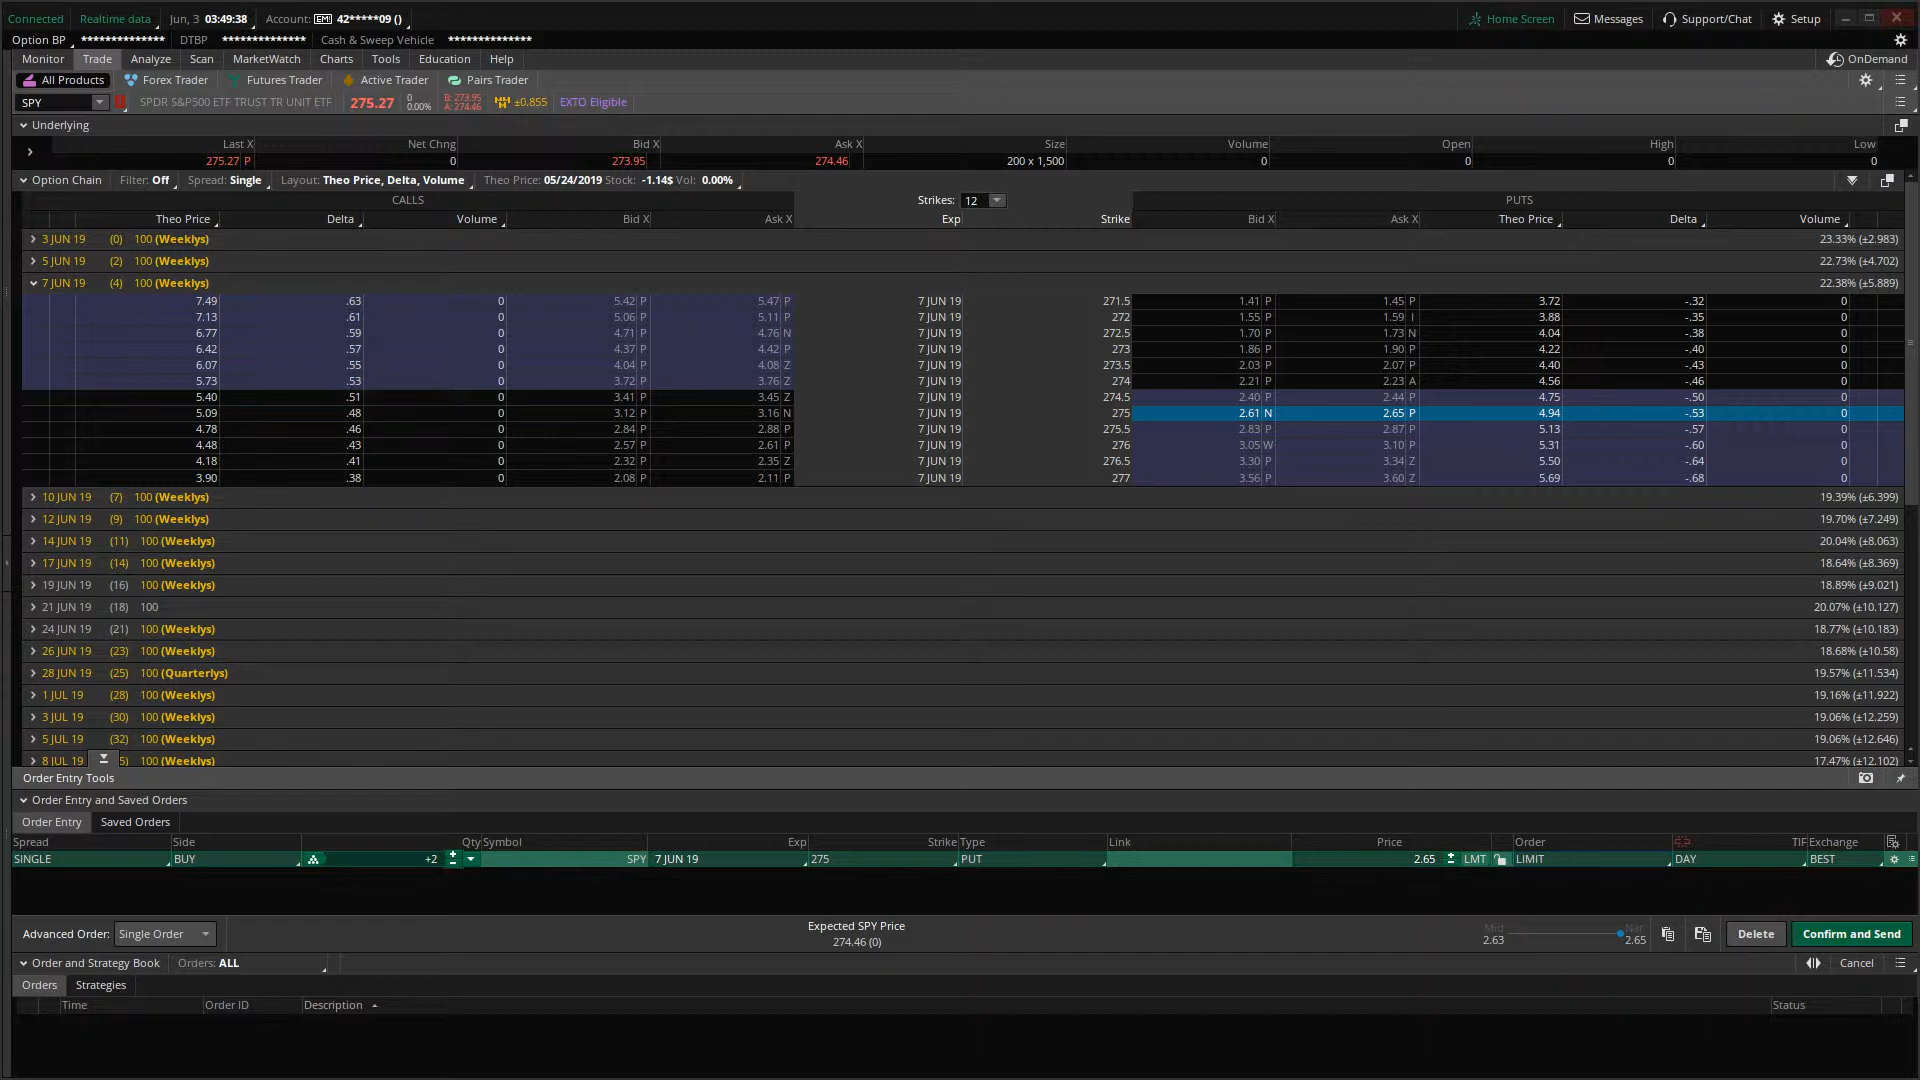 Connected Realtime data Jun, 3 03:49:38 Account: EMI 42*****09 () Home Screen Messages Support/Chat Setup
Option BP ************** DTBP ************** Cash & Sweep Vehicle **************
Monitor Trade Analyze Scan MarketWatch Charts Tools Education Help OnDemand
All Products Forex Trader Futures Trader Active Trader Pairs Trader
SPY SPDR S&P500 ETF TRUST TR UNIT ETF 275.27 0 0.00% B: 273.95 A: 274.46 ±0.855 EXTO Eligible
Underlying
Last X Net Chng Bid X Ask X Size Volume Open High Low
275.27 P 0 273.95 274.46 200 x 1,500 0 0 0 0
Option Chain Filter: Off Spread: Single Layout: Theo Price, Delta, Volume Theo Price: 05/24/2019 Stock: -1.14$ Vol: 0.00%
CALLS Strikes: 12 PUTS
Theo Price Delta Volume Bid X Ask X Exp Strike Bid X Ask X Theo Price Delta Volume
3 JUN 19 (0) 100 (Weeklys) 23.33% (±2.983)
5 JUN 19 (2) 100 (Weeklys) 22.73% (±4.702)
7 JUN 19 (4) 100 (Weeklys) 22.38% (±5.889)
7.49 .63 0 5.42 P 5.47 P 7 JUN 19 271.5 1.41 P 1.45 P 3.72 -.32 0
7.13 .61 0 5.06 P 5.11 P 7 JUN 19 272 1.55 P 1.59 I 3.88 -.35 0
6.77 .59 0 4.71 P 4.76 N 7 JUN 19 272.5 1.70 P 1.73 N 4.04 -.38 0
6.42 .57 0 4.37 P 4.42 P 7 JUN 19 273 1.86 P 1.90 P 4.22 -.40 0
6.07 .55 0 4.04 P 4.08 Z 7 JUN 19 273.5 2.03 P 2.07 P 4.40 -.43 0
5.73 .53 0 3.72 P 3.76 Z 7 JUN 19 274 2.21 P 2.23 A 4.56 -.46 0
5.40 .51 0 3.41 P 3.45 Z 7 JUN 19 274.5 2.40 P 2.44 P 4.75 -.50 0
5.09 .48 0 3.12 P 3.16 N 7 JUN 19 275 2.61 N 2.65 P 4.94 -.53 0
4.78 .46 0 2.84 P 2.88 P 7 JUN 19 275.5 2.83 P 2.87 P 5.13 -.57 0
4.48 .43 0 2.57 P 2.61 P 7 JUN 19 276 3.05 W 3.10 P 5.31 -.60 0
4.18 .41 0 2.32 P 2.35 Z 7 JUN 19 276.5 3.30 P 3.34 Z 5.50 -.64 0
3.90 .38 0 2.08 P 2.11 P 7 JUN 19 277 3.56 P 3.60 Z 5.69 -.68 0
10 JUN 19 (7) 100 (Weeklys) 19.39% (±6.399)
12 JUN 19 (9) 100 (Weeklys) 19.70% (±7.249)
14 JUN 19 (11) 100 (Weeklys) 20.04% (±8.063)
17 JUN 19 (14) 100 (Weeklys) 18.64% (±8.369)
19 JUN 19 (16) 100 (Weeklys) 18.89% (±9.021)
21 JUN 19 (18) 100 20.07% (±10.127)
24 JUN 19 (21) 100 (Weeklys) 18.77% (±10.183)
26 JUN 19 (23) 100 (Weeklys) 18.68% (±10.58)
28 JUN 19 (25) 100 (Quarterlys) 19.57% (±11.534)
1 JUL 19 (28) 100 (Weeklys) 19.16% (±11.922)
3 JUL 19 (30) 100 (Weeklys) 19.06% (±12.259)
5 JUL 19 (32) 100 (Weeklys) 19.06% (±12.646)
8 JUL 19 5) 100 (Weeklys) 17.47% (±12.102)
Order Entry Tools
Order Entry and Saved Orders
Order Entry Saved Orders
Spread Side Qty Symbol Exp Strike Type Link Price Order TIF Exchange
SINGLE BUY +2 SPY 7 JUN 19 275 PUT 2.65 LMT LIMIT DAY BEST
Advanced Order: Single Order Expected SPY Price Mid Nat Delete Confirm and Send
274.46 (0) 2.63 2.65
Order and Strategy Book Orders: ALL Cancel
Orders Strategies
Time Order ID Description Status